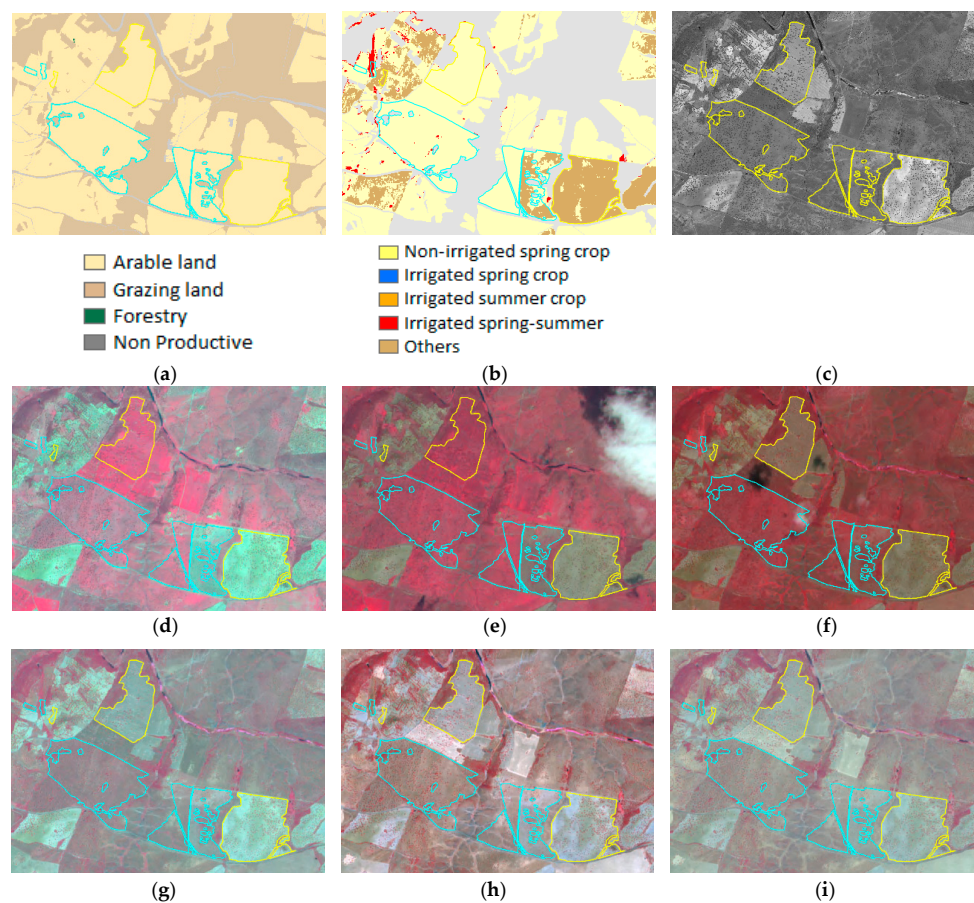 Arable land
Grazing land
Forestry
Non Productive
Non-irrigated spring crop
Irrigated spring crop
Irrigated summer crop
Irrigated spring-summer
Others
(a)
(b)
(c)
(d)
(e)
(f)
(g)
(h)
(i)